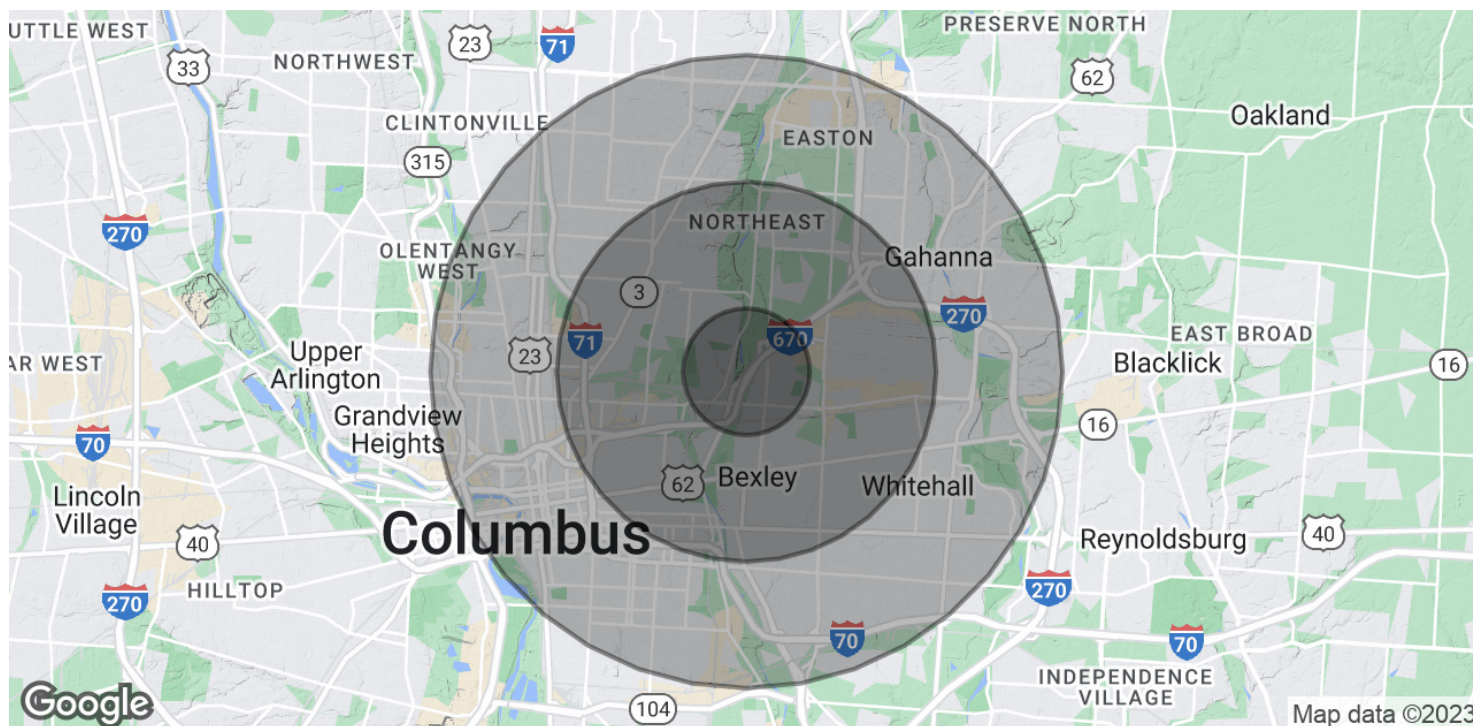 UTTLE WEST
23
71
PRESERVE NORTH
33
NORTHWEST
62
Oakland
CLINTONVILLE
EASTON
315
270
NORTHEAST
OLENTANGY
WEST
Gahanna
3
270
EAST BROAD
71
670
23
Upper
Arlington
AR WEST
Blacklick
16
Grandview
Heights
16
70
Bexley
62
Whitehall
Lincoln
Village
Columbus
40
Reynoldsburg
40
HILLTOP
270
270
70
70
INDEPENDENCE
VILLAGE
Google
104
Map data ©2023